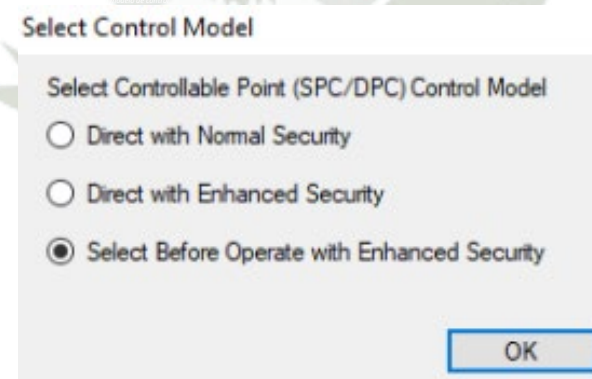 Select Control Model
Select Controllable Point (SPC/DPC) Control Model
Direct with Normal Security
Direct with Enhanced Security
Select Before Operate with Enhanced Security
OK